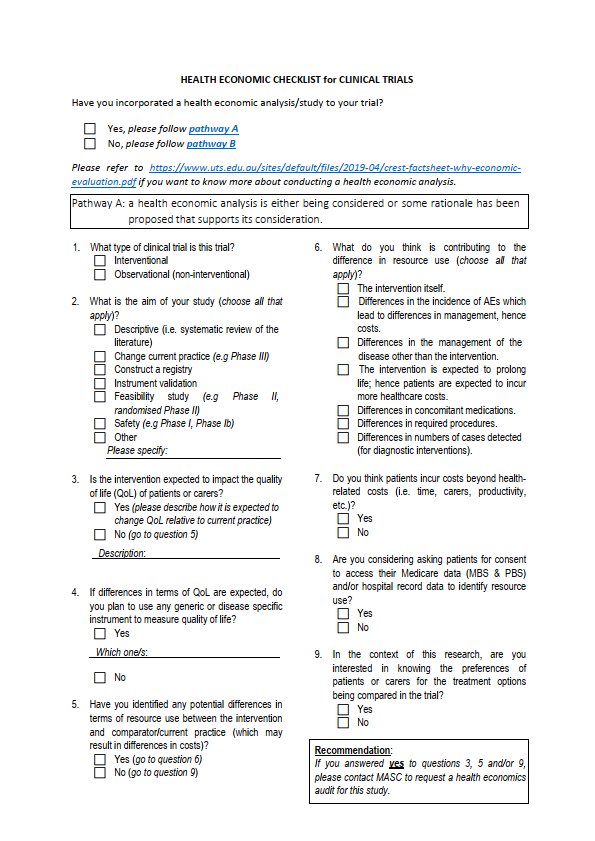 HEALTH ECONOMIC CHECKLIST for CLINICAL TRIALS
Have you incorporated a health economic analysis/study to your trial?
Yes, please follow pathway A
No, please follow pathway B
Please refer to https://www.uts.edu.au/sites/default/files/2019-04/crest-factsheet-why-economic-
evaluation.pdf if you want to know more about conducting a health economic analysis.
Pathway A: a health economic analysis is either being considered or some rationale has been
proposed that supports its consideration.
1. What type of clinical trial is this trial?
Interventional
Observational (non-interventional)
2. What is the aim of your study (choose all that
apply)?
Descriptive (i.e. systematic review of the
literature)
Change current practice (e.g Phase III)
Construct a registry
Instrument validation
Feasibility study (e.g Phase II,
randomised Phase II)
Safety (e.g Phase I, Phase Ib)
Other
Please specify:
3. Is the intervention expected to impact the quality
of life (QoL) of patients or carers?
Yes (please describe how it is expected to
change QoL relative to current practice)
No (go to question 5)
Description:
4. If differences in terms of QoL are expected, do
you plan to use any generic or disease specific
instrument to measure quality of life?
Yes
Which one/s:
No
5. Have you identified any potential differences in
terms of resource use between the intervention
and comparator/current practice (which may
result in differences in costs)?
Yes (go to question 6)
No (go to question 9)
6. What do you think is contributing to the
difference in resource use (choose all that
apply)?
The intervention itself.
Differences in the incidence of AEs which
lead to differences in management, hence
costs.
Differences in the management of the
disease other than the intervention.
The intervention is expected to prolong
life; hence patients are expected to incur
more healthcare costs.
Differences in concomitant medications.
Differences in required procedures.
Differences in numbers of cases detected
(for diagnostic interventions).
7. Do you think patients incur costs beyond health-
related costs (i.e. time, carers, productivity,
etc.)?
Yes
No
8. Are you considering asking patients for consent
to access their Medicare data (MBS & PBS)
and/or hospital record data to identify resource
use?
Yes
No
9. In the context of this research, are you
interested in knowing the preferences of
patients or carers for the treatment options
being compared in the trial?
Yes
No
Recommendation:
If you answered yes to questions 3, 5 and/or 9,
please contact MASC to request a health economics
audit for this study.